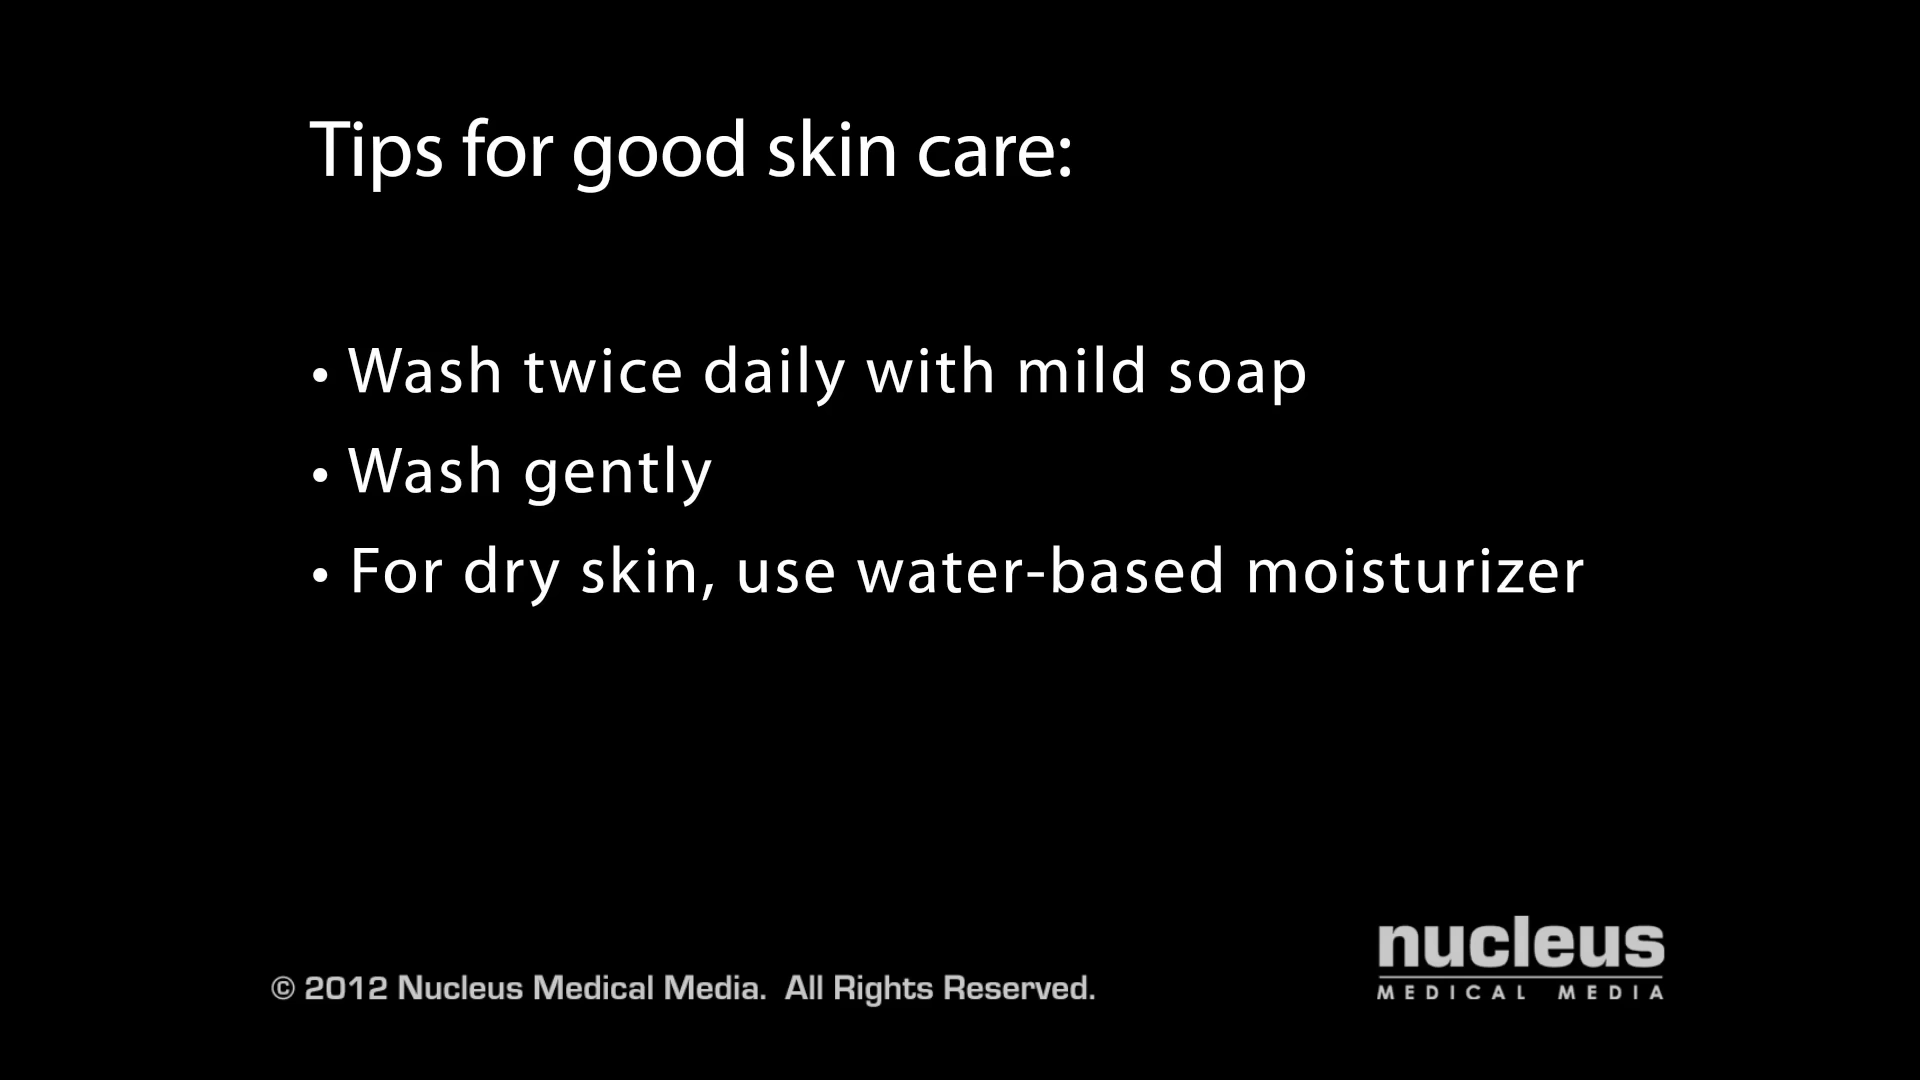 Tips for good skin care:
• Wash twice daily with mild soap
• Wash gently
• For dry skin, use water-based moisturizer
nucleus
MEDICAL MEDIA
© 2012 Nucleus Medical Media. All Rights Reserved.